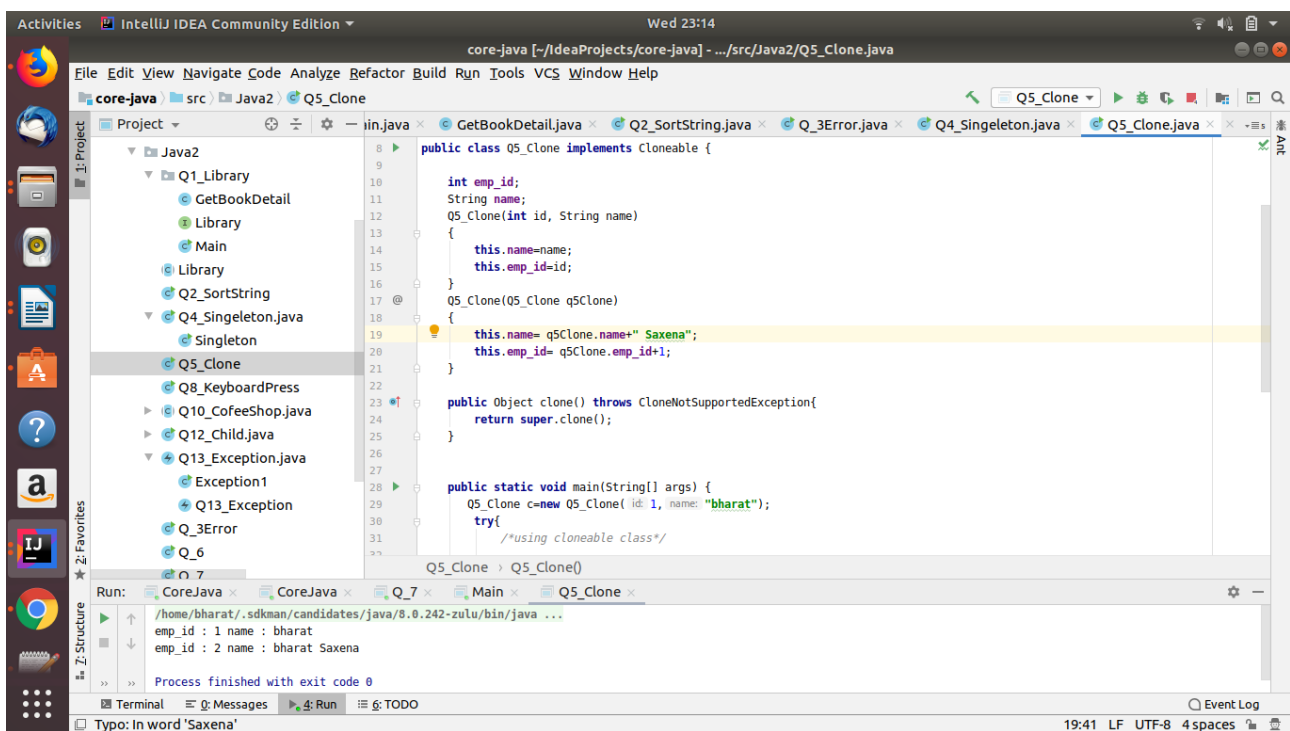 Activities IntelliJ IDEA Community Edition Wed 23:14
core-java [~/IdeaProjects/core-java] - .../src/Java2/Q5_Clone.java
File Edit View Navigate Code Analyze Refactor Build Run Tools VCS Window Help
core-java src Java2 Q5_Clone Q5_Clone
1: Project
Project in.java GetBookDetail.java Q2_SortString.java Q_3Error.java Q4_Singeleton.java Q5_Clone.java
Ant
Java2
Q1_Library
GetBookDetail
Library
Main
Library
Q2_SortString
Q4_Singeleton.java
Singleton
Q5_Clone
Q8_KeyboardPress
Q10_CofeeShop.java
Q12_Child.java
Q13_Exception.java
Exception1
Q13_Exception
Q_3Error
Q_6
Q_7
8 public class Q5_Clone implements Cloneable {
9
10 int emp_id;
11 String name;
12 Q5_Clone(int id, String name)
13 {
14 this.name=name;
15 this.emp_id=id;
16 }
17 @ Q5_Clone(Q5_Clone q5Clone)
18 {
19 this.name= q5Clone.name+" Saxena";
20 this.emp_id= q5Clone.emp_id+1;
21 }
22
23 public Object clone() throws CloneNotSupportedException{
24 return super.clone();
25 }
26
27
28 public static void main(String[] args) {
29 Q5_Clone c=new Q5_Clone( id: 1, name: "bharat");
30 try{
31 /*using cloneable class*/
32
Q5_Clone › Q5_Clone()
2: Favorites
7: Structure
Run: CoreJava CoreJava Q_7 Main Q5_Clone
/home/bharat/.sdkman/candidates/java/8.0.242-zulu/bin/java ...
emp_id : 1 name : bharat
emp_id : 2 name : bharat Saxena
Process finished with exit code 0
Terminal 0: Messages 4: Run 6: TODO Event Log
Typo: In word 'Saxena' 19:41 LF UTF-8 4 spaces